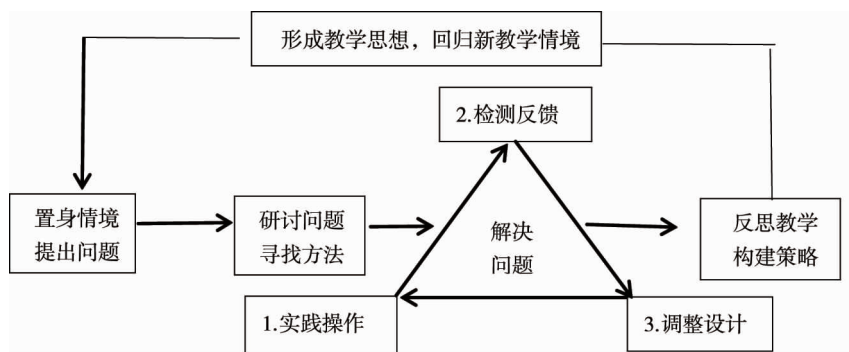 形成教学思想，回归新教学情境
2.检测反馈
置身情境
提出问题
研讨问题
寻找方法
解决
问题
反思教学
构建策略
1.实践操作
3.调整设计